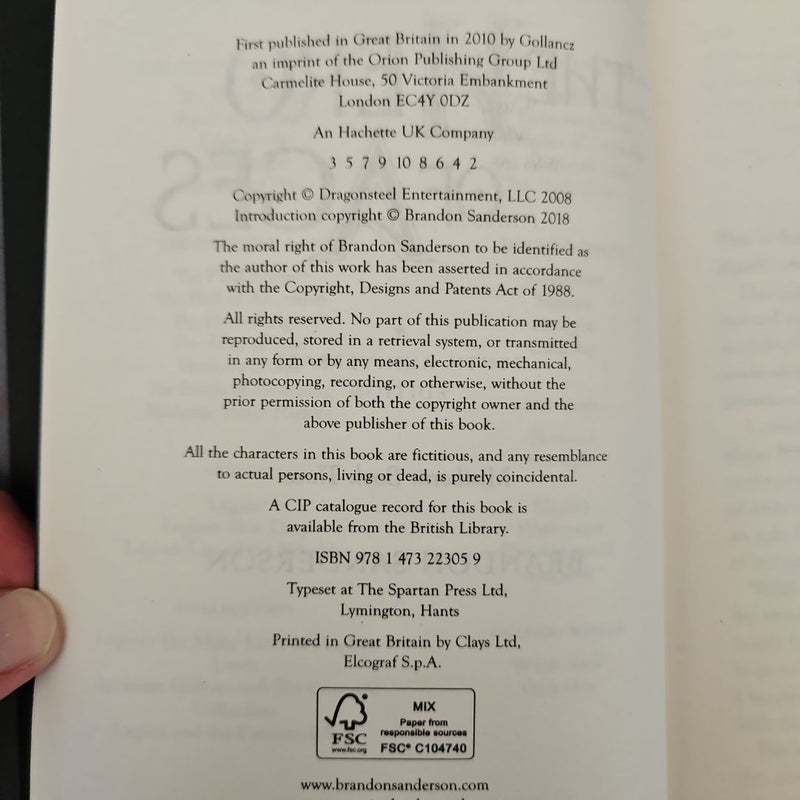 First published in Great Britain in 2010 by Gollancz
an imprint of the Orion Publishing Group Ltd
Carmelite House, 50 Victoria Embankment
London EC4Y 0DZ
An Hachette UK Company
3 5 7 9 10 8 6 4 2
Copyright © Dragonsteel Entertainment, LLC 2008
Introduction copyright © Brandon Sanderson 2018
The moral right of Brandon Sanderson to be identified as
the author of this work has been asserted in accordance
with the Copyright, Designs and Patents Act of 1988.
All rights reserved. No part of this publication may be
reproduced, stored in a retrieval system, or transmitted
in any form or by any means, electronic, mechanical,
photocopying, recording, or otherwise, without the
prior permission of both the copyright owner and the
above publisher of this book.
All the characters in this book are fictitious, and any resemblance
to actual persons, living or dead, is purely coincidental.
A CIP catalogue record for this book is
available from the British Library.
ISBN 978 1 473 22305 9
Typeset at The Spartan Press Ltd,
Lymington, Hants
Printed in Great Britain by Clays Ltd,
Elcograf S.p.A.
FSC
www.fsc.org
MIX
Paper from
responsible sources
FSC® C104740
www.brandonsanderson.com